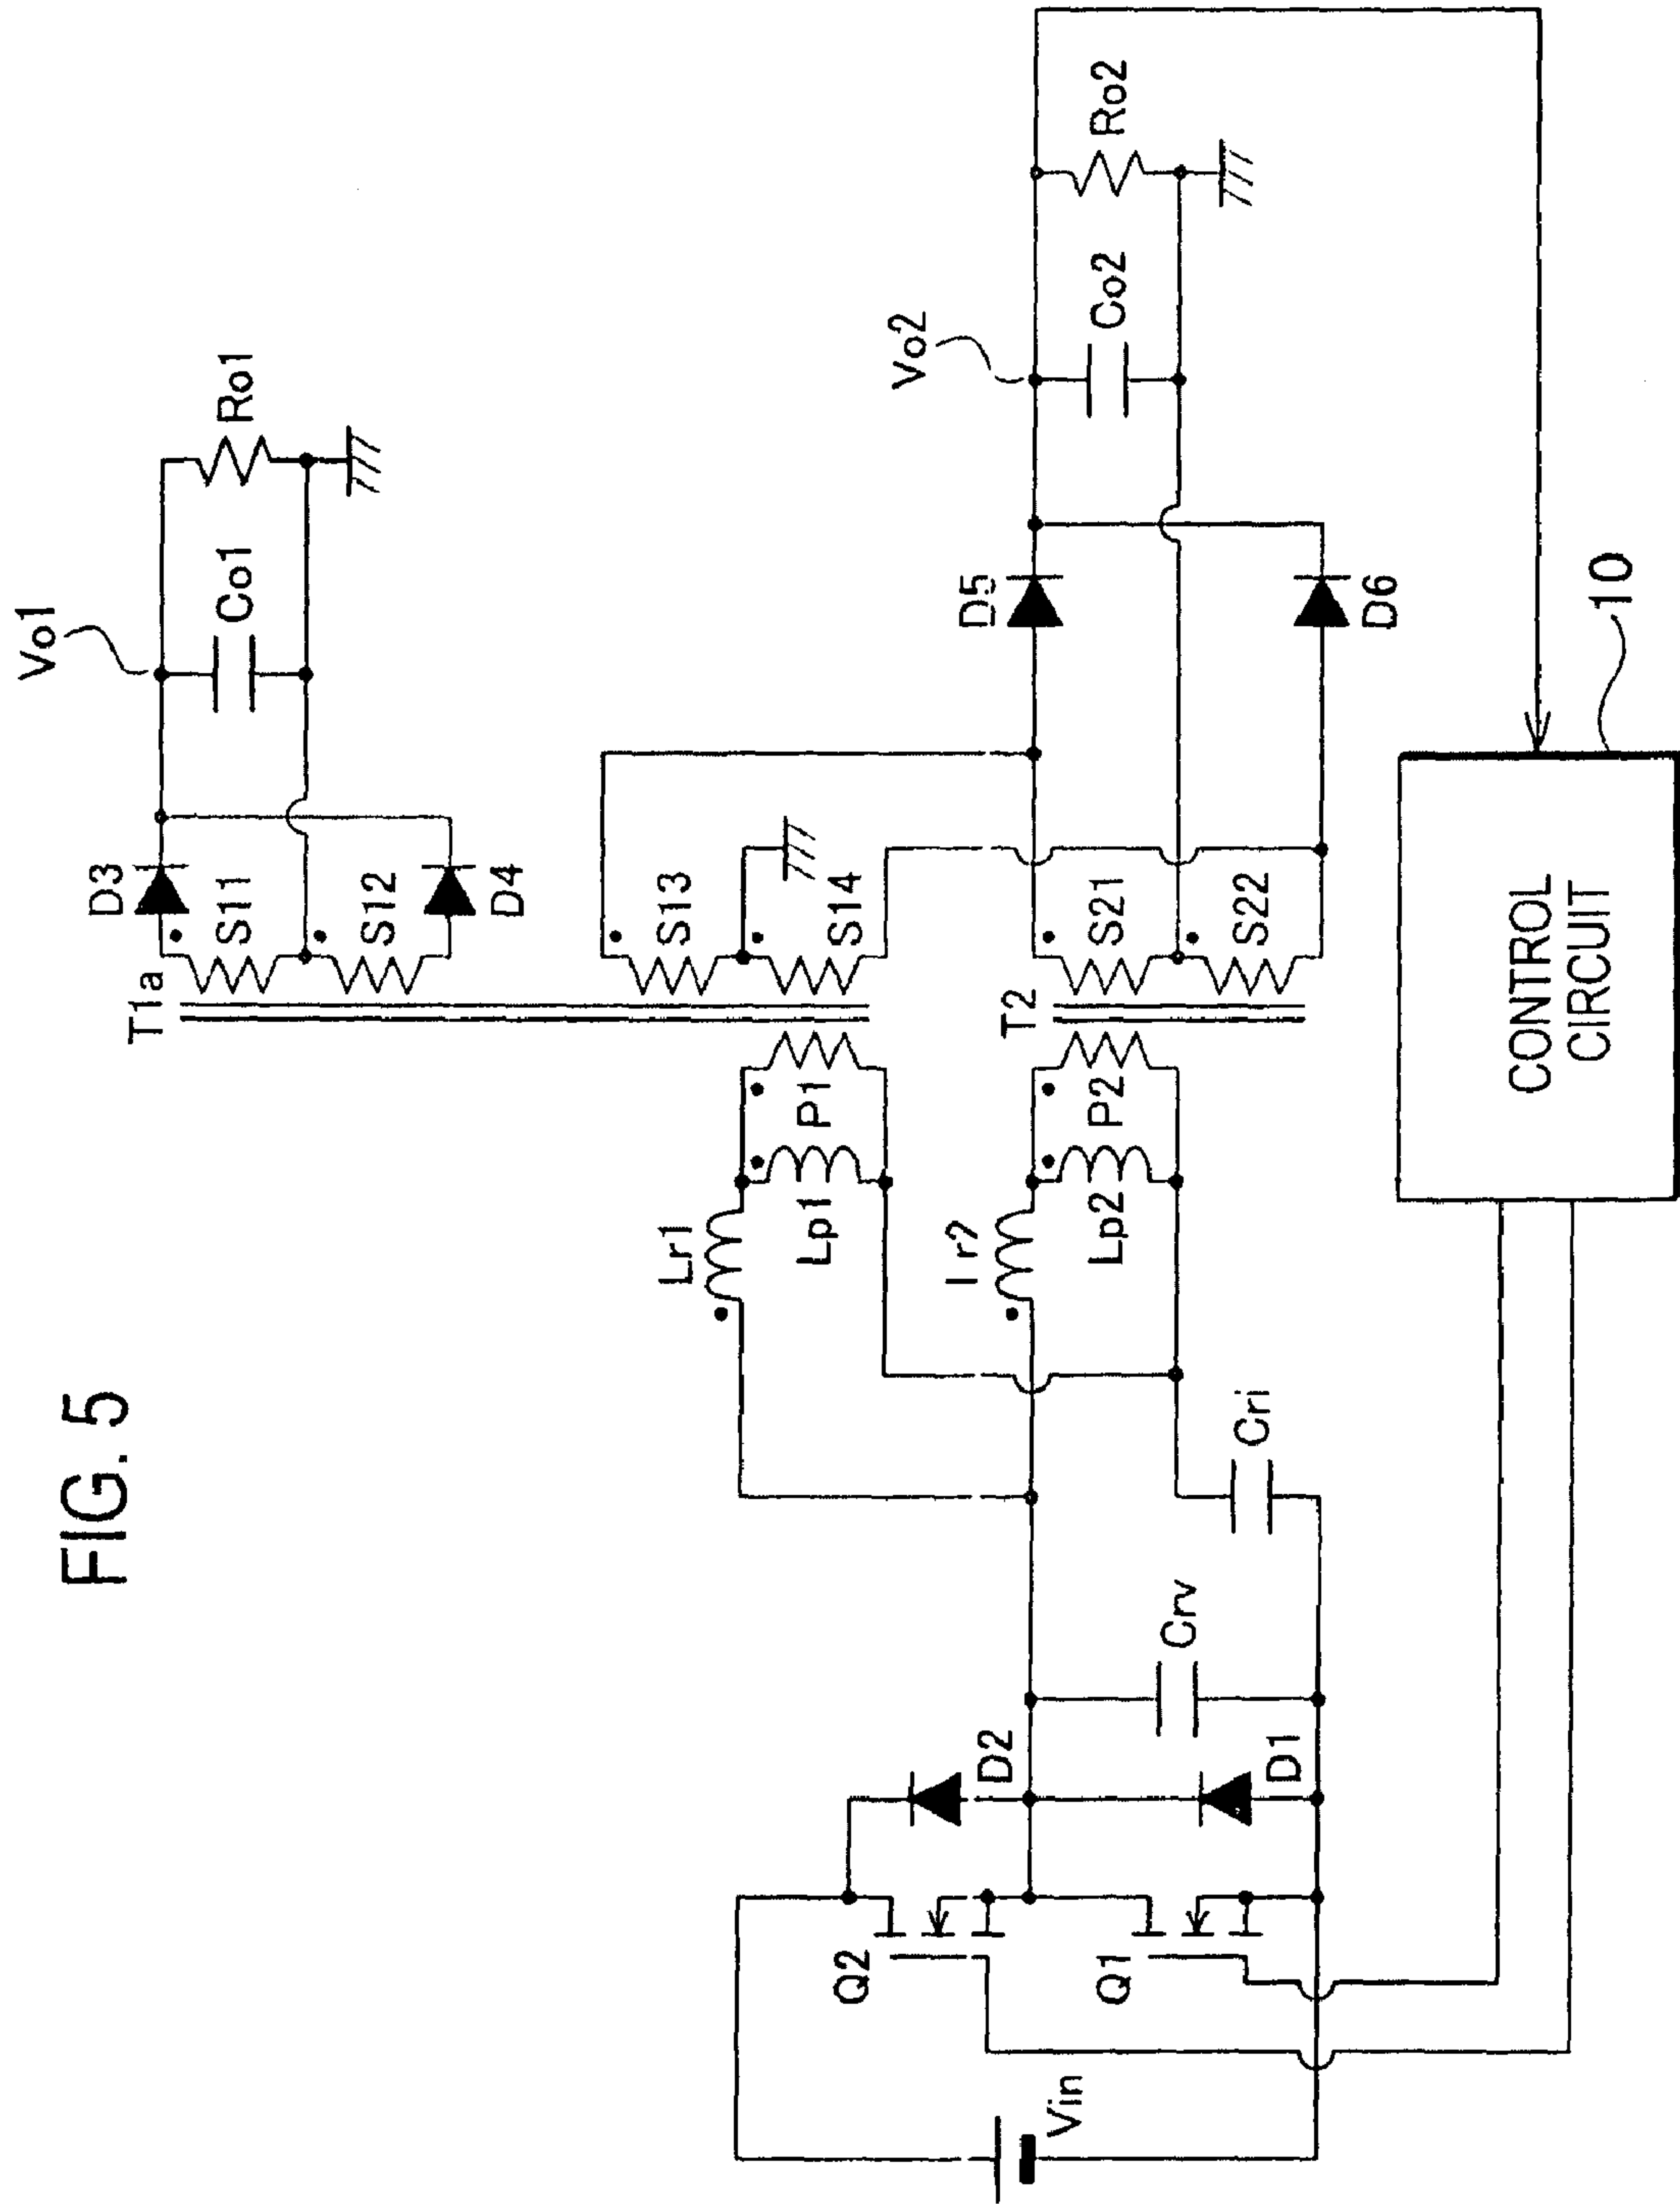 FIG. 5
Vo1
D3
S11
Co1
Ro1
T1a
S12
D4
S13
S14
Lr1
P1
Lp1
Vo2
D5
Co2
Ro2
T2
S21
S22
D6
Lr2
P2
Lp2
Q2
D2
Crv
Cri
Q1
D1
Vin
CONTROL
CIRCUIT
10